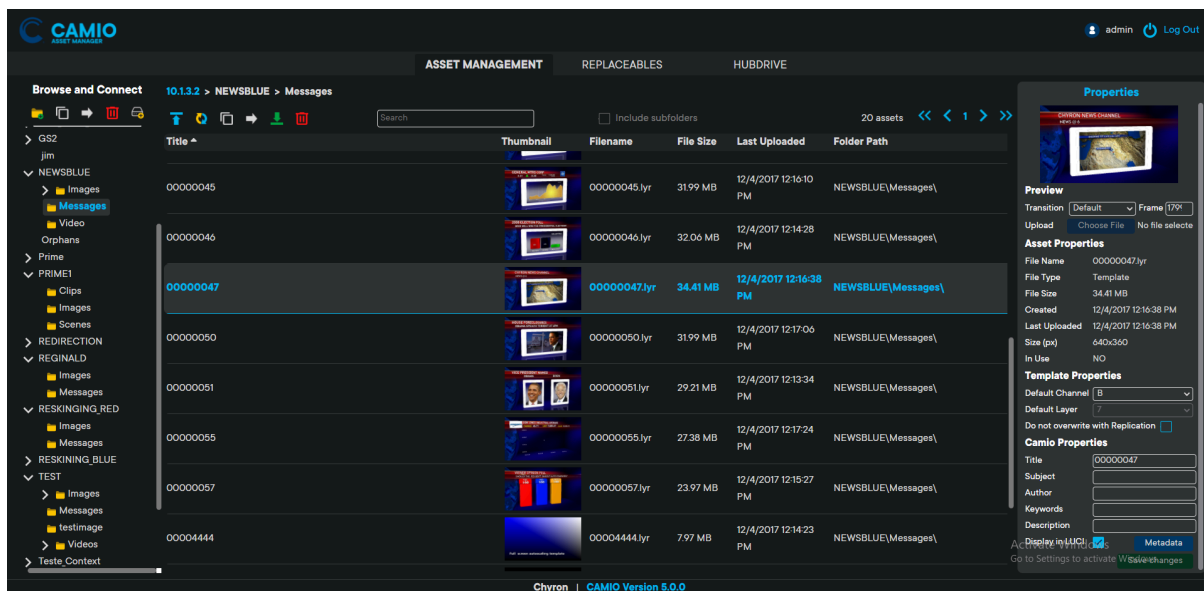 CAMIO
ASSET MANAGER
admin
Log Out
ASSET MANAGEMENT
REPLACEABLES
HUBDRIVE
Browse and Connect
GS2
jim
NEWSBLUE
Images
Messages
Video
Orphans
Prime
PRIME1
Clips
Images
Scenes
REDIRECTION
REGINALD
Images
Messages
RESKINGING_RED
Images
Messages
RESKINING_BLUE
TEST
Images
Messages
testimage
Videos
Teste_Context
10.1.3.2 > NEWSBLUE > Messages
Search
Include subfolders
20 assets
1
Title Thumbnail Filename File Size Last Uploaded Folder Path
00000045 00000045.lyr 31.99 MB 12/4/2017 12:16:10 PM NEWSBLUE\Messages\
00000046 00000046.lyr 32.06 MB 12/4/2017 12:14:28 PM NEWSBLUE\Messages\
00000047 00000047.lyr 34.41 MB 12/4/2017 12:16:38 PM NEWSBLUE\Messages\
00000050 00000050.lyr 31.99 MB 12/4/2017 12:17:06 PM NEWSBLUE\Messages\
00000051 00000051.lyr 29.21 MB 12/4/2017 12:13:34 PM NEWSBLUE\Messages\
00000055 00000055.lyr 27.38 MB 12/4/2017 12:17:24 PM NEWSBLUE\Messages\
00000057 00000057.lyr 23.97 MB 12/4/2017 12:15:27 PM NEWSBLUE\Messages\
00004444 00004444.lyr 7.97 MB 12/4/2017 12:14:23 PM NEWSBLUE\Messages\
Properties
CHYRON NEWS CHANNEL
Preview
Transition Default Frame 179
Upload Choose File No file selecte
Asset Properties
File Name 00000047.lyr
File Type Template
File Size 34.41 MB
Created 12/4/2017 12:16:38 PM
Last Uploaded 12/4/2017 12:16:38 PM
Size (px) 640x360
In Use NO
Template Properties
Default Channel B
Default Layer 7
Do not overwrite with Replication
Camio Properties
Title 00000047
Subject
Author
Keywords
Description
Display in LUCI Metadata
Save changes
Activate Windows
Go to Settings to activate Windows.
Chyron | CAMIO Version 5.0.0